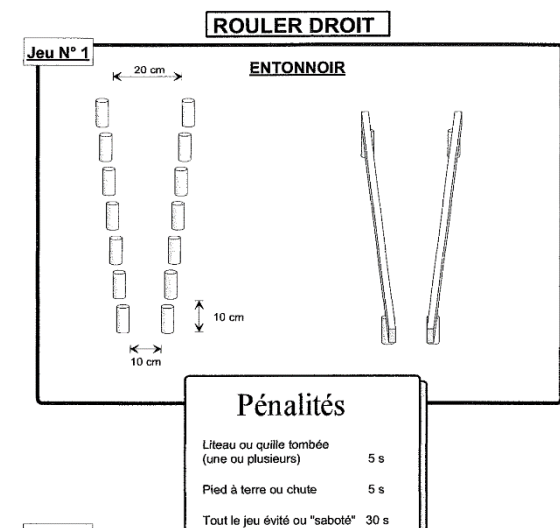 ROULER DROIT
Jeu N° 1
ENTONNOIR
20 cm
10 cm
10 cm
Pénalités
Liteau ou quille tombée
(une ou plusieurs) 5 s
Pied à terre ou chute 5 s
Tout le jeu évité ou "saboté" 30 s